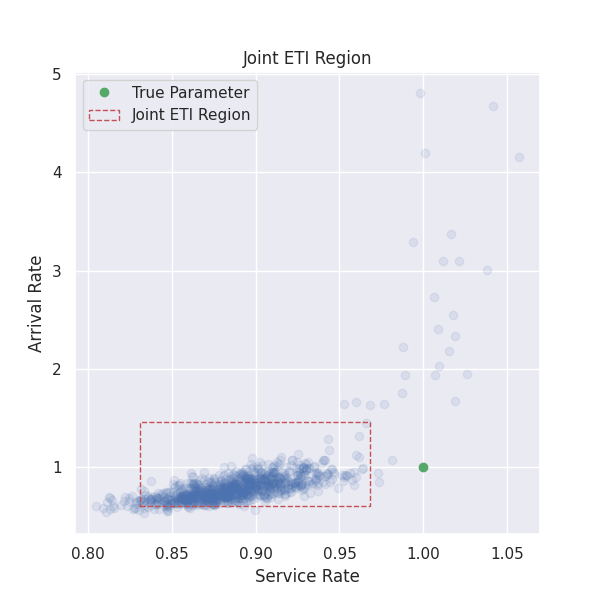 Joint ETI Region
True Parameter
Joint ETI Region
5
4
3
2
1
Arrival Rate
0.80 0.85 0.90 0.95 1.00 1.05
Service Rate